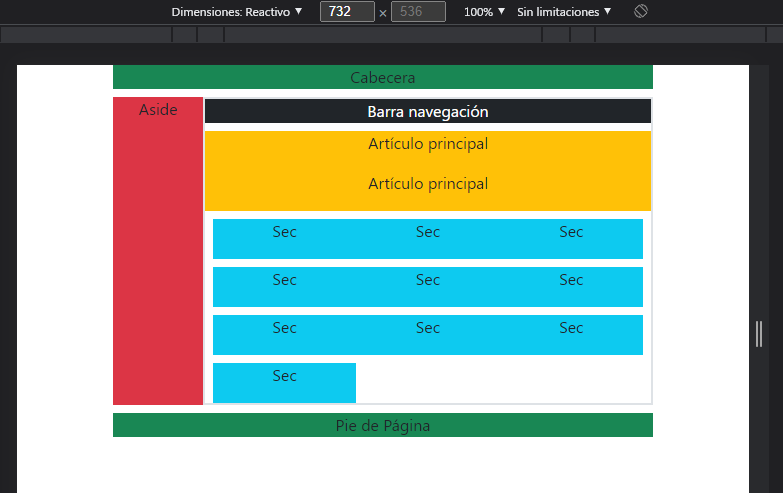 Dimensiones: Reactivo ▼ 732 × 536 100% ▼ Sin limitaciones ▼
Cabecera
Aside
Barra navegación
Artículo principal
Artículo principal
Sec Sec Sec
Sec Sec Sec
Sec Sec Sec
Sec
Pie de Página